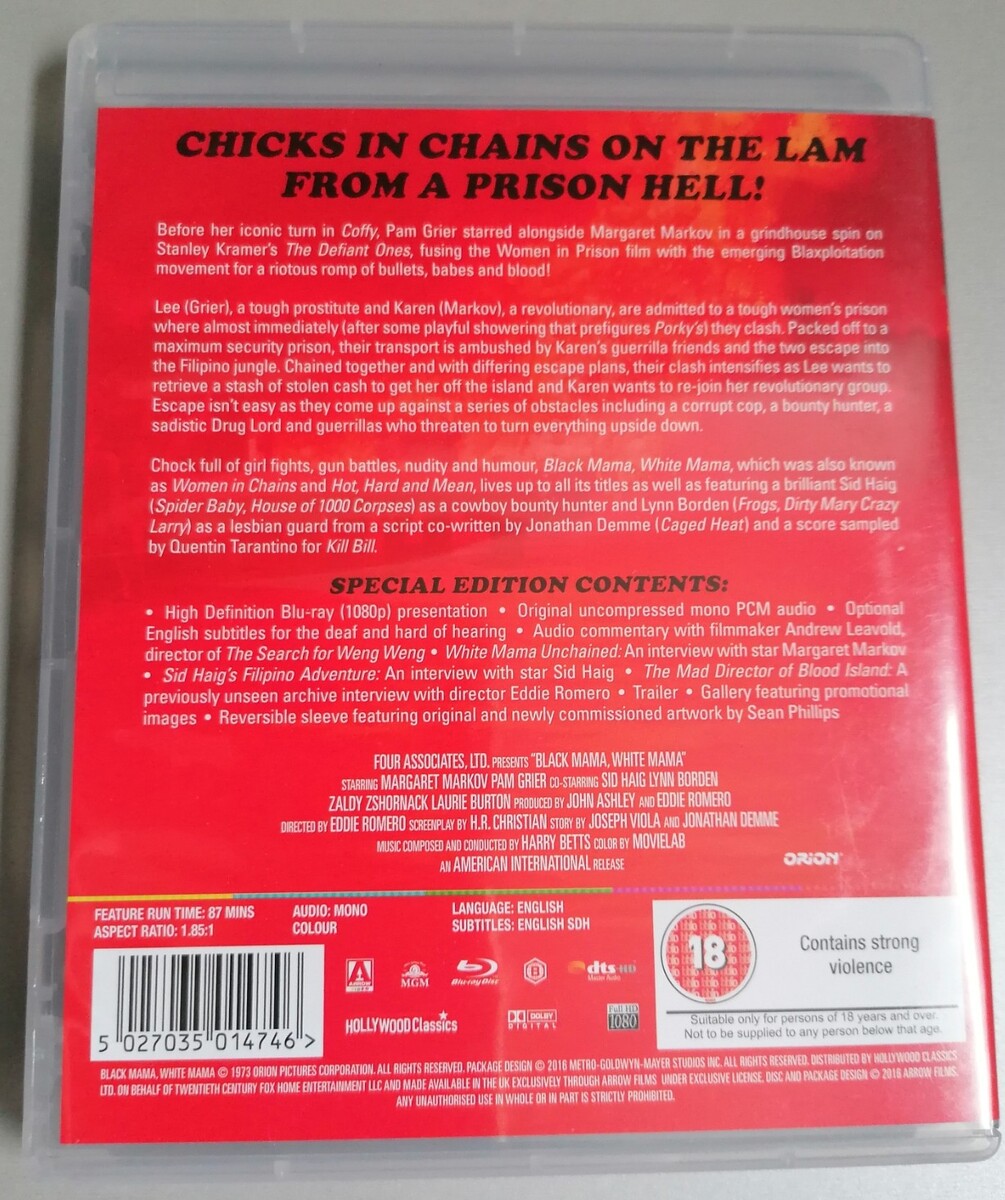 CHICKS IN CHAINS ON THE LAM
FROM A PRISON HELL!
Before her iconic turn in Coffy, Pam Grier starred alongside Margaret Markov in a grindhouse spin on
Stanley Kramer's The Defiant Ones, fusing the Women in Prison film with the emerging Blaxploitation
movement for a riotous romp of bullets, babes and blood!
Lee (Grier), a tough prostitute and Karen (Markov), a revolutionary, are admitted to a tough women's prison
where almost immediately (after some playful showering that prefigures Porky's) they clash. Packed off to a
maximum security prison, their transport is ambushed by Karen's guerrilla friends and the two escape into
the Filipino jungle. Chained together and with differing escape plans, their clash intensifies as Lee wants to
retrieve a stash of stolen cash to get her off the island and Karen wants to re-join her revolutionary group.
Escape isn't easy as they come up against a series of obstacles including a corrupt cop, a bounty hunter, a
sadistic Drug Lord and guerrillas who threaten to turn everything upside down.
Chock full of girl fights, gun battles, nudity and humour, Black Mama, White Mama, which was also known
as Women in Chains and Hot, Hard and Mean, lives up to all its titles as well as featuring a brilliant Sid Haig
(Spider Baby, House of 1000 Corpses) as a cowboy bounty hunter and Lynn Borden (Frogs, Dirty Mary Crazy
Larry) as a lesbian guard from a script co-written by Jonathan Demme (Caged Heat) and a score sampled
by Quentin Tarantino for Kill Bill.
SPECIAL EDITION CONTENTS:
• High Definition Blu-ray (1080p) presentation • Original uncompressed mono PCM audio • Optional
English subtitles for the deaf and hard of hearing • Audio commentary with filmmaker Andrew Leavold,
director of The Search for Weng Weng • White Mama Unchained: An interview with star Margaret Markov
• Sid Haig's Filipino Adventure: An interview with star Sid Haig • The Mad Director of Blood Island: A
previously unseen archive interview with director Eddie Romero • Trailer • Gallery featuring promotional
images • Reversible sleeve featuring original and newly commissioned artwork by Sean Phillips
FOUR ASSOCIATES, LTD. PRESENTS "BLACK MAMA, WHITE MAMA"
STARRING MARGARET MARKOV PAM GRIER CO-STARRING SID HAIG LYNN BORDEN
ZALDY ZSHORNACK LAURIE BURTON PRODUCED BY JOHN ASHLEY AND EDDIE ROMERO
DIRECTED BY EDDIE ROMERO SCREENPLAY BY H.R. CHRISTIAN STORY BY JOSEPH VIOLA AND JONATHAN DEMME
MUSIC COMPOSED AND CONDUCTED BY HARRY BETTS COLOR BY MOVIELAB
AN AMERICAN INTERNATIONAL RELEASE
ORION
FEATURE RUN TIME: 87 MINS
ASPECT RATIO: 1.85:1
AUDIO: MONO
COLOUR
LANGUAGE: ENGLISH
SUBTITLES: ENGLISH SDH
18
Contains strong
violence
Suitable only for persons of 18 years and over.
Not to be supplied to any person below that age.
ARROW
VIDEO
MGM
Blu-ray Disc
B
dts-HD
Master Audio
HOLLYWOOD Classics
DOLBY
DIGITAL
Full HD
1080
5 027035 014746 >
BLACK MAMA, WHITE MAMA © 1973 ORION PICTURES CORPORATION. ALL RIGHTS RESERVED. PACKAGE DESIGN © 2016 METRO-GOLDWYN-MAYER STUDIOS INC. ALL RIGHTS RESERVED. DISTRIBUTED BY HOLLYWOOD CLASSICS
LTD. ON BEHALF OF TWENTIETH CENTURY FOX HOME ENTERTAINMENT LLC AND MADE AVAILABLE IN THE UK EXCLUSIVELY THROUGH ARROW FILMS UNDER EXCLUSIVE LICENSE. DISC AND PACKAGE DESIGN © 2016 ARROW FILMS.
ANY UNAUTHORISED USE IN WHOLE OR IN PART IS STRICTLY PROHIBITED.